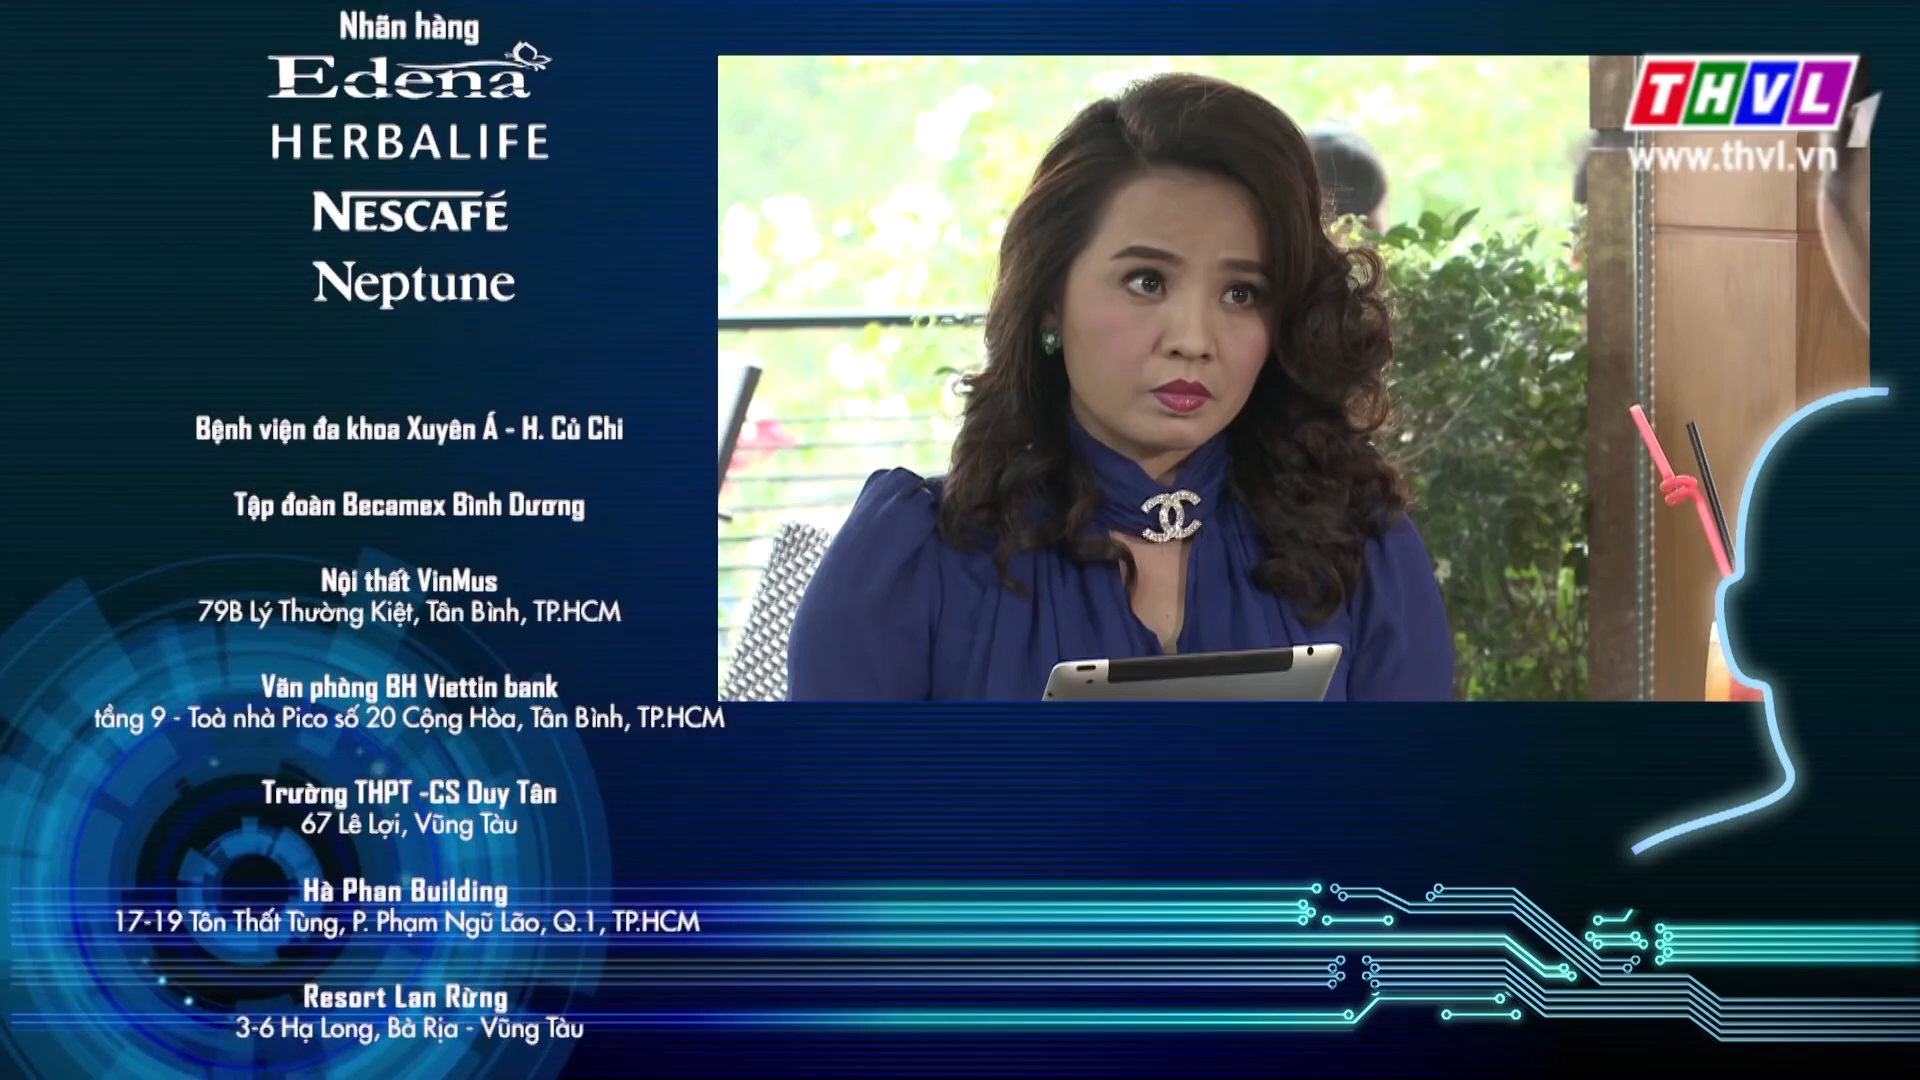 Nhãn hàng
Edena
HERBALIFE
NESCAFÉ
Neptune
Bệnh viện đa khoa Xuyên Á - H. Củ Chi
Tập đoàn Becamex Bình Dương
Nội thất VinMus
79B Lý Thường Kiệt, Tân Bình, TP.HCM
Văn phòng BH Viettin bank
tầng 9 - Toà nhà Pico số 20 Cộng Hòa, Tân Bình, TP.HCM
Trường THPT -CS Duy Tân
67 Lê Lợi, Vũng Tàu
Hà Phan Building
17-19 Tôn Thất Tùng, P. Phạm Ngũ Lão, Q.1, TP.HCM
Resort Lan Rừng
3-6 Hạ Long, Bà Rịa - Vũng Tàu
THVL 1
www.thvl.vn